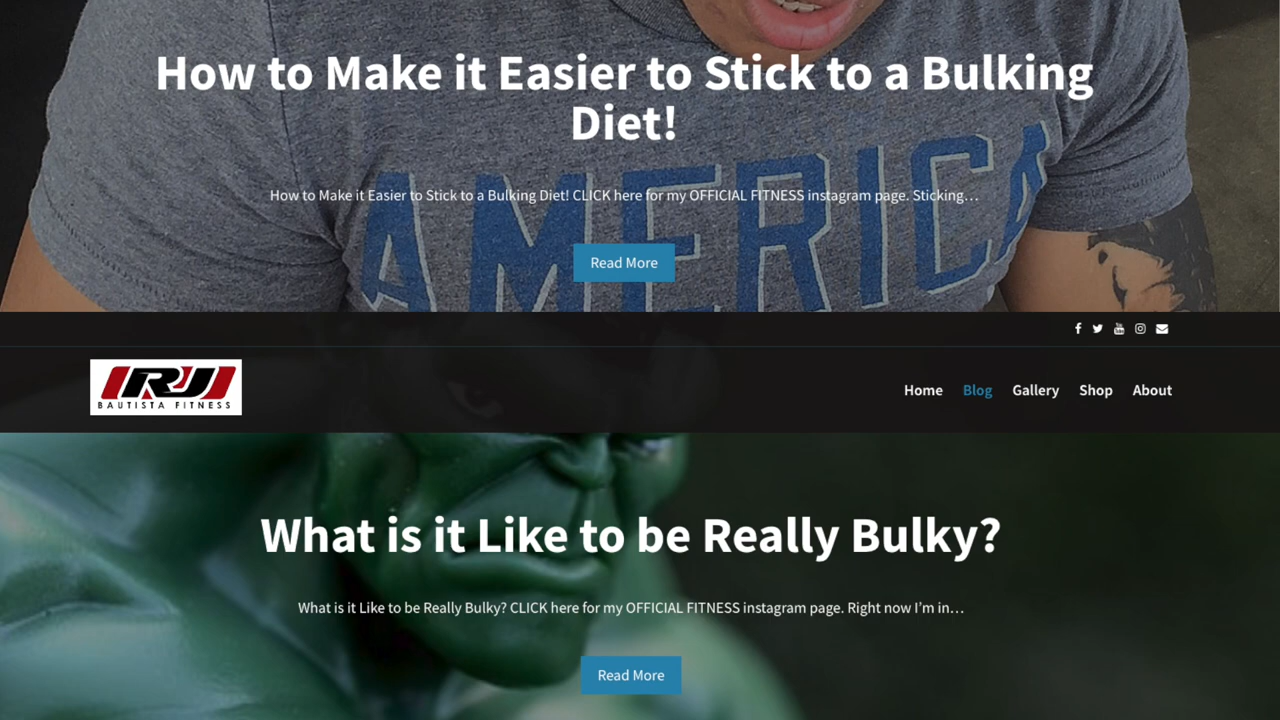 How to Make it Easier to Stick to a Bulking
Diet!
AMERICA
How to Make it Easier to Stick to a Bulking Diet! CLICK here for my OFFICIAL FITNESS instagram page. Sticking…
Read More
RJ
BAUTISTA FITNESS
Home Blog Gallery Shop About
What is it Like to be Really Bulky?
What is it Like to be Really Bulky? CLICK here for my OFFICIAL FITNESS instagram page. Right now I'm in…
Read More